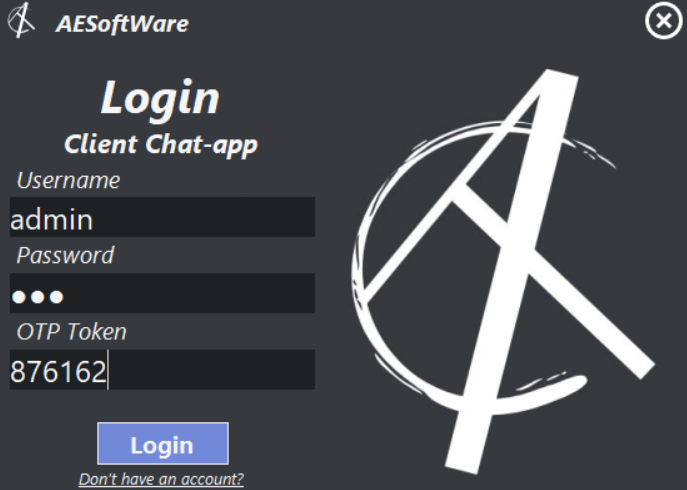 AESoftWare
Login
Client Chat-app
Username
admin
Password
●●●
OTP Token
876162
Login
Don't have an account?